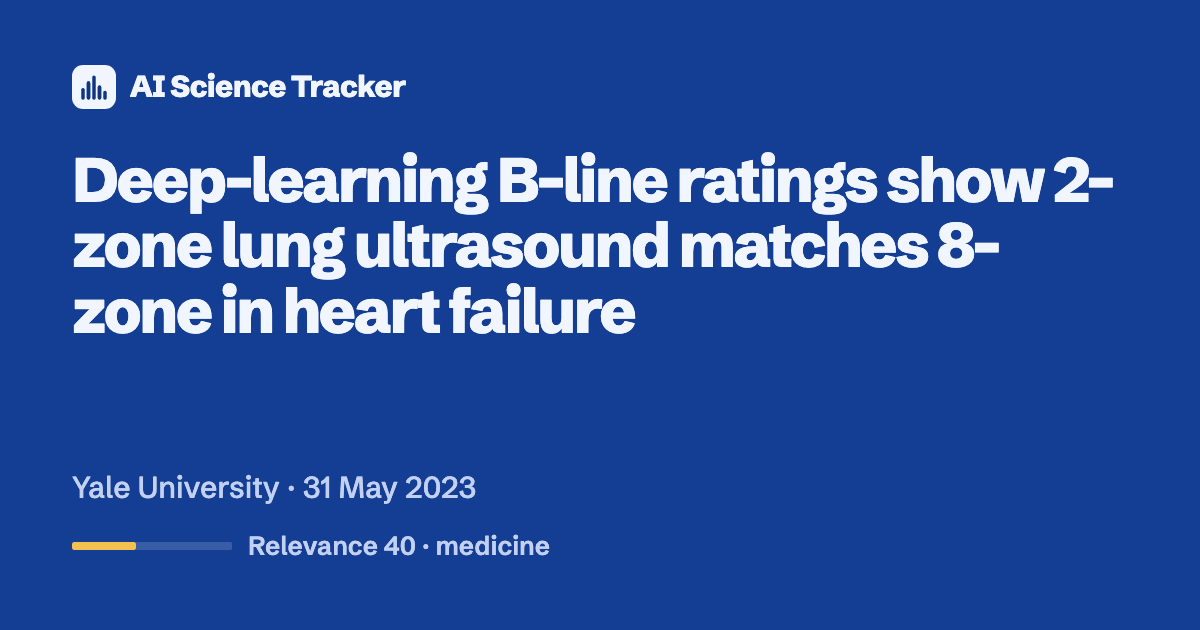 AI Science Tracker
Deep-learning B-line ratings show 2-
zone lung ultrasound matches 8-
zone in heart failure
Yale University · 31 May 2023
Relevance 40 · medicine